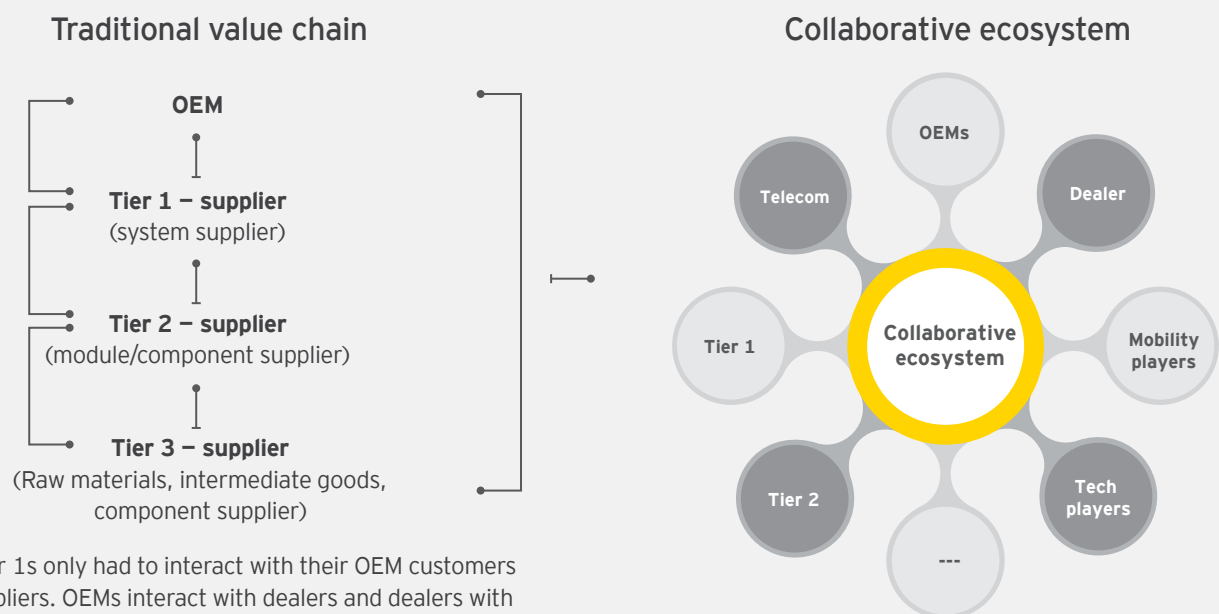 Traditional value chain
OEM
Tier 1 – supplier
(system supplier)
Tier 2 – supplier
(module/component supplier)
Tier 3 – supplier
(Raw materials, intermediate goods,
component supplier)
1s only had to interact with their OEM customers
OEMs interact with dealers and dealers with
Collaborative ecosystem
OEMs
Telecom
Dealer
Tier 1
Collaborative
ecosystem
Mobility
players
Tier 2
Tech
players
---